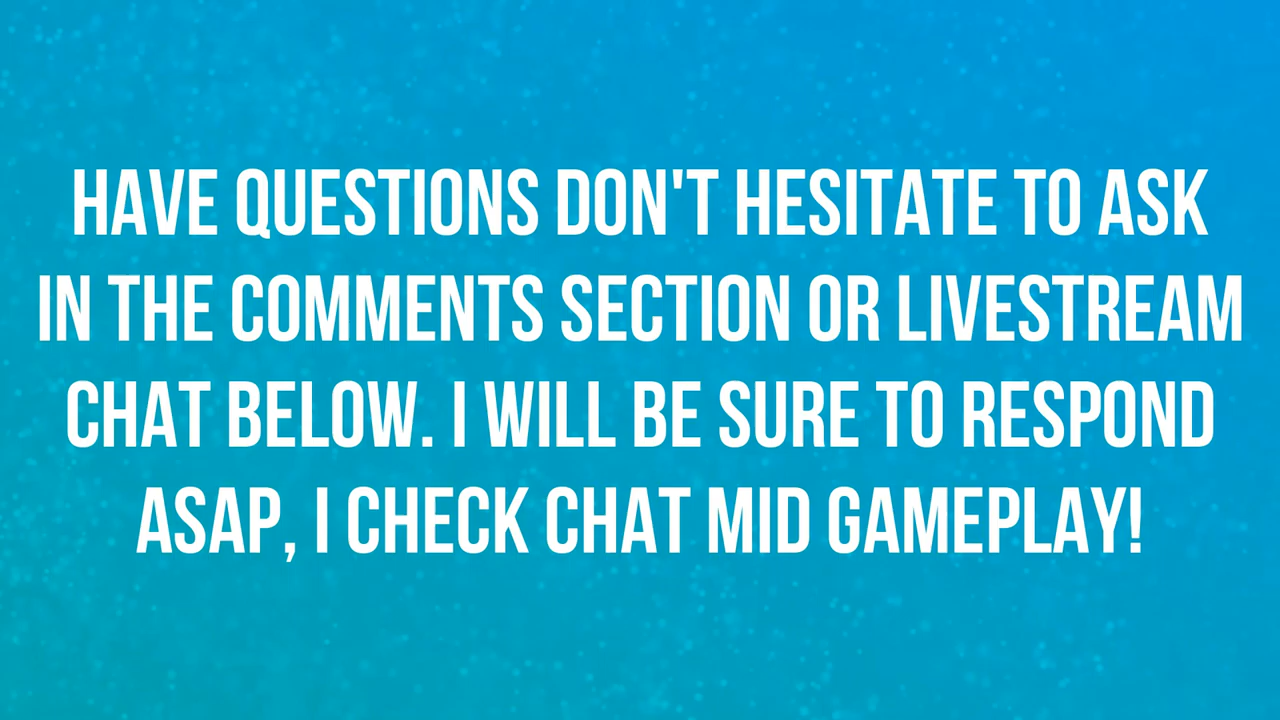 HAVE QUESTIONS DON'T HESITATE TO ASK
IN THE COMMENTS SECTION OR LIVESTREAM
CHAT BELOW. I WILL BE SURE TO RESPOND
ASAP, I CHECK CHAT MID GAMEPLAY!